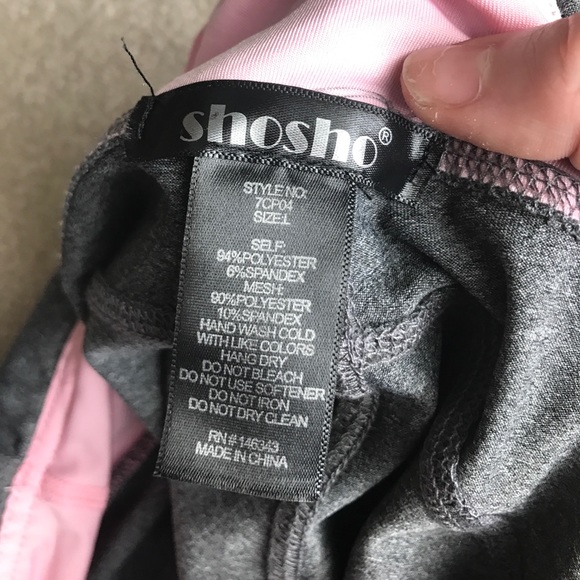 shosho®
STYLE NO:
7CP04
SIZE:L
SELF:
94%POLYESTER
6%SPANDEX
MESH:
90%POLYESTER
10%SPANDEX
HAND WASH COLD
WITH LIKE COLORS
HANG DRY
DO NOT BLEACH
DO NOT USE SOFTENER
DO NOT IRON
DO NOT DRY CLEAN
RN # 146343
MADE IN CHINA